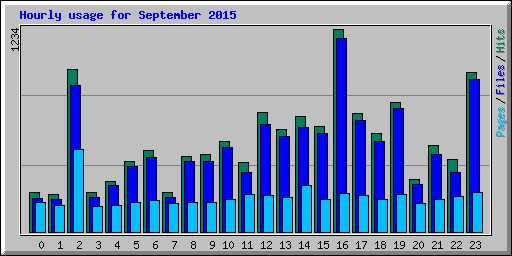 Hourly usage for September 2015
1234
Pages / Files / Hits
0 1 2 3 4 5 6 7 8 9 10 11 12 13 14 15 16 17 18 19 20 21 22 23